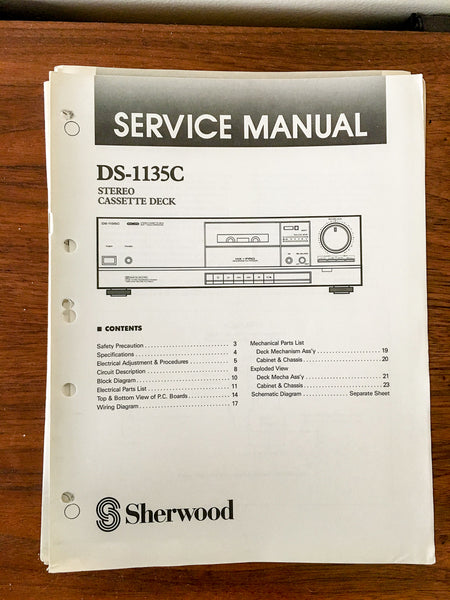 SERVICE MANUAL
DS-1135C
STEREO
CASSETTE DECK
DS-1135C
■ CONTENTS
Safety Precaution 3
Specifications 4
Electrical Adjustment & Procedures 5
Circuit Description 8
Block Diagram 10
Electrical Parts List 11
Top & Bottom View of P.C. Boards 14
Wiring Diagram 17
Mechanical Parts List
Deck Mechanism Ass'y 19
Cabinet & Chassis 20
Exploded View
Deck Mecha Ass'y 21
Cabinet & Chassis 23
Schematic Diagram Separate Sheet
Sherwood